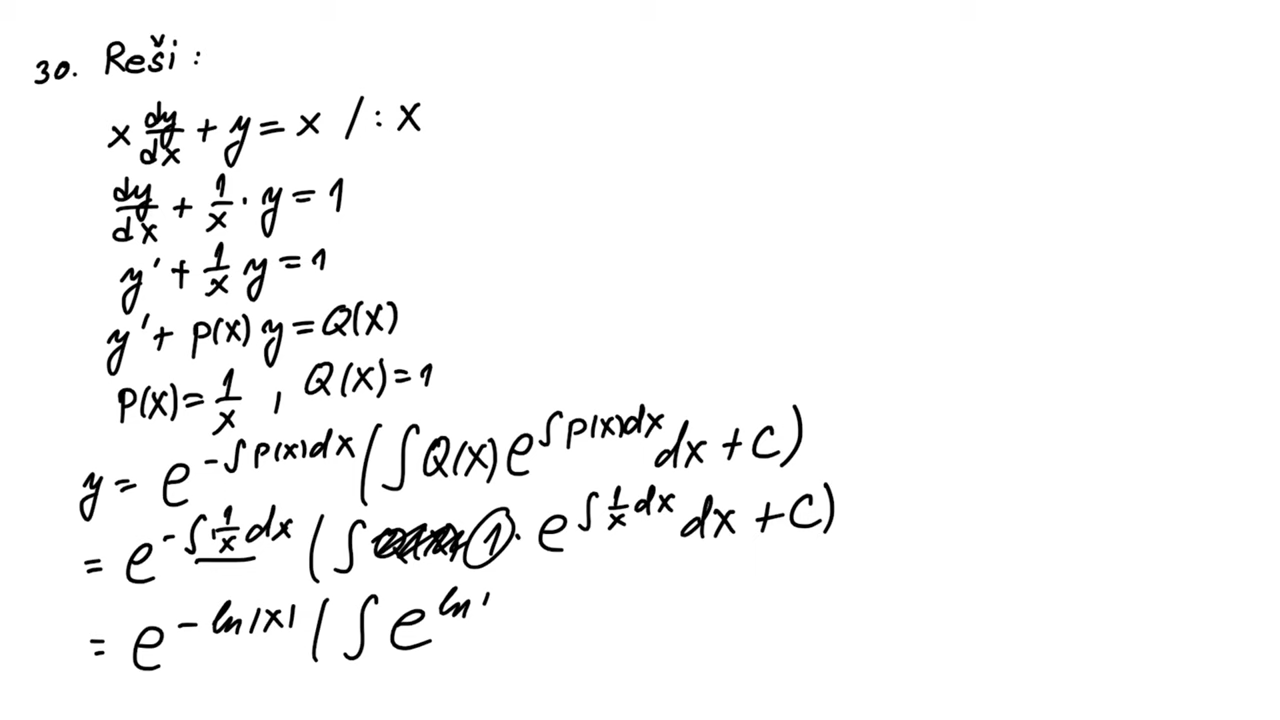 30. Reši:
x dy/dx + y = x /: x
dy/dx + 1/x · y = 1
y' + 1/x y = 1
y' + p(x) y = Q(x)
p(x) = 1/x , Q(x) = 1
y = e^(-∫p(x)dx) (∫Q(x) e^(∫p(x)dx) dx + C)
= e^(-∫1/x dx) (∫ 1 · e^(∫1/x dx) dx + C)
= e^(-ln|x|) (∫ e^(ln